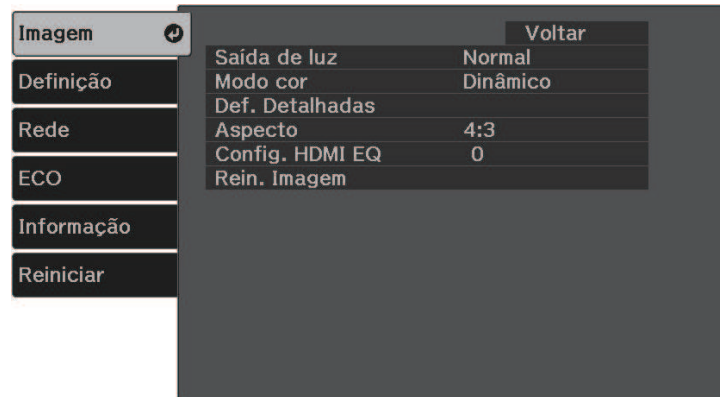 Imagem
Definição
Rede
ECO
Informação
Reiniciar
Voltar
Saída de luz Normal
Modo cor Dinâmico
Def. Detalhadas
Aspecto 4:3
Config. HDMI EQ 0
Rein. Imagem